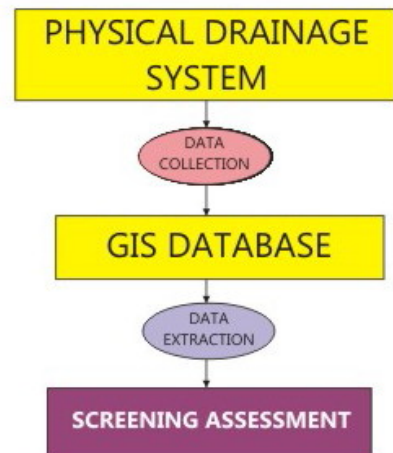 PHYSICAL DRAINAGE
SYSTEM
DATA
COLLECTION
GIS DATABASE
DATA
EXTRACTION
SCREENING ASSESSMENT